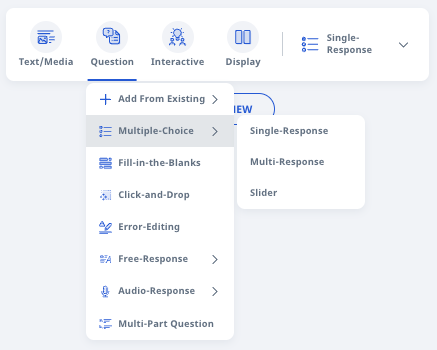 Text/Media
Question
Interactive
Display
Single-
Response
Add From Existing
Multiple-Choice
Fill-in-the-Blanks
Click-and-Drop
Error-Editing
Free-Response
Audio-Response
Multi-Part Question
Single-Response
Multi-Response
Slider